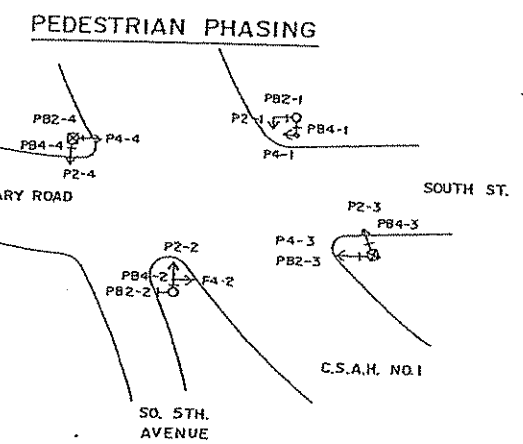 PEDESTRIAN PHASING
PB2-1
P2-1
PB4-1
P4-1
PB2-4
P4-4
PB4-4
P2-4
ARY ROAD
SOUTH ST.
P2-3
PB4-3
P4-3
PB2-3
P2-2
PB4-2
P4-2
PB2-2
C.S.A.H. NO.1
SO. 5TH.
AVENUE